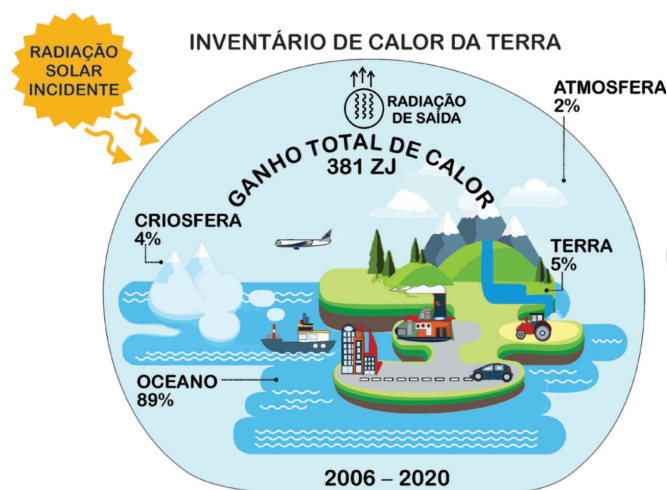 INVENTÁRIO DE CALOR DA TERRA
RADIAÇÃO
SOLAR
INCIDENTE
RADIAÇÃO
DE SAÍDA
ATMOSFERA
2%
GANHO TOTAL DE CALOR
381 ZJ
CRIOSFERA
4%
TERRA
5%
OCEANO
89%
2006 – 2020